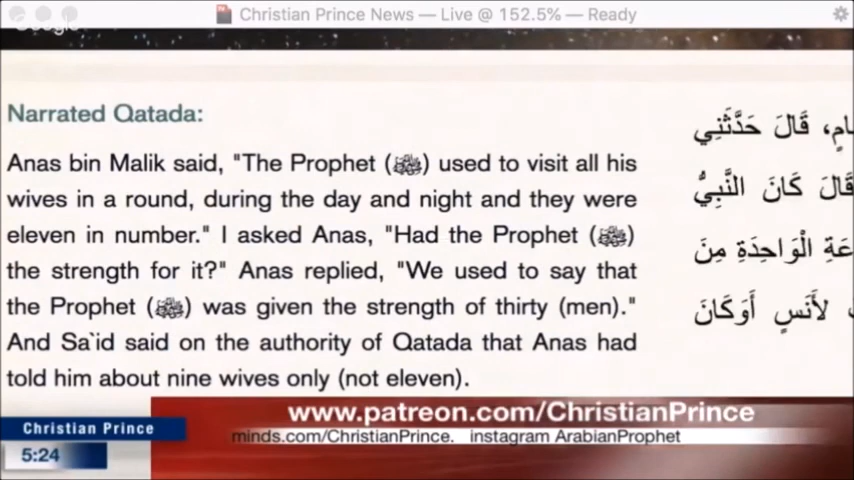 Christian Prince News — Live @ 152.5% — Ready
Google
Narrated Qatada:
Anas bin Malik said, "The Prophet (ﷺ) used to visit all his
wives in a round, during the day and night and they were
eleven in number." I asked Anas, "Had the Prophet (ﷺ)
the strength for it?" Anas replied, "We used to say that
the Prophet (ﷺ) was given the strength of thirty (men)."
And Sa`id said on the authority of Qatada that Anas had
told him about nine wives only (not eleven).
قَالَ حَدَّثَنِي
قَالَ كَانَ النَّبِيُّ
الْوَاحِدَةِ مِنَ
لأَنَسٍ أَوَكَانَ
www.patreon.com/ChristianPrince
Christian Prince
minds.com/ChristianPrince. instagram ArabianProphet
5:24